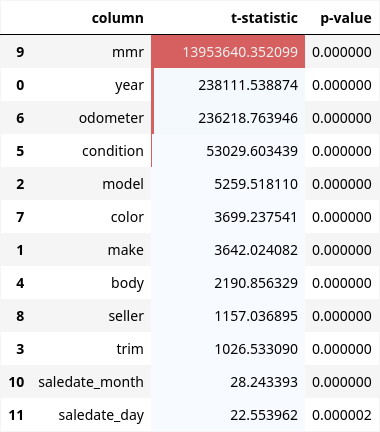 column t-statistic p-value
9 mmr 13953640.352099 0.000000
0 year 238111.538874 0.000000
6 odometer 236218.763946 0.000000
5 condition 53029.603439 0.000000
2 model 5259.518110 0.000000
7 color 3699.237541 0.000000
1 make 3642.024082 0.000000
4 body 2190.856329 0.000000
8 seller 1157.036895 0.000000
3 trim 1026.533090 0.000000
10 saledate_month 28.243393 0.000000
11 saledate_day 22.553962 0.000002